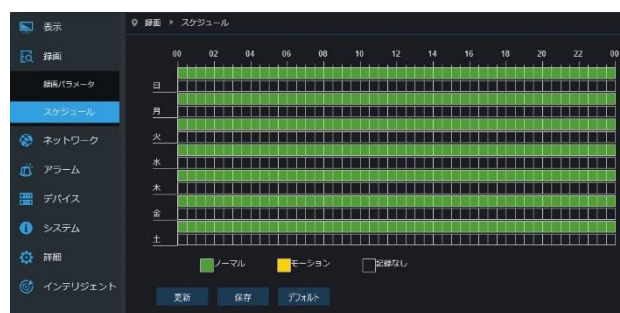 表示
録画
録画パラメータ
スケジュール
ネットワーク
アラーム
デバイス
システム
詳細
インテリジェント
録画 ▶ スケジュール
00 02 04 06 08 10 12 14 16 18 20 22 00
日
月
火
水
木
金
土
ノーマル モーション 記録なし
更新 保存 デフォルト